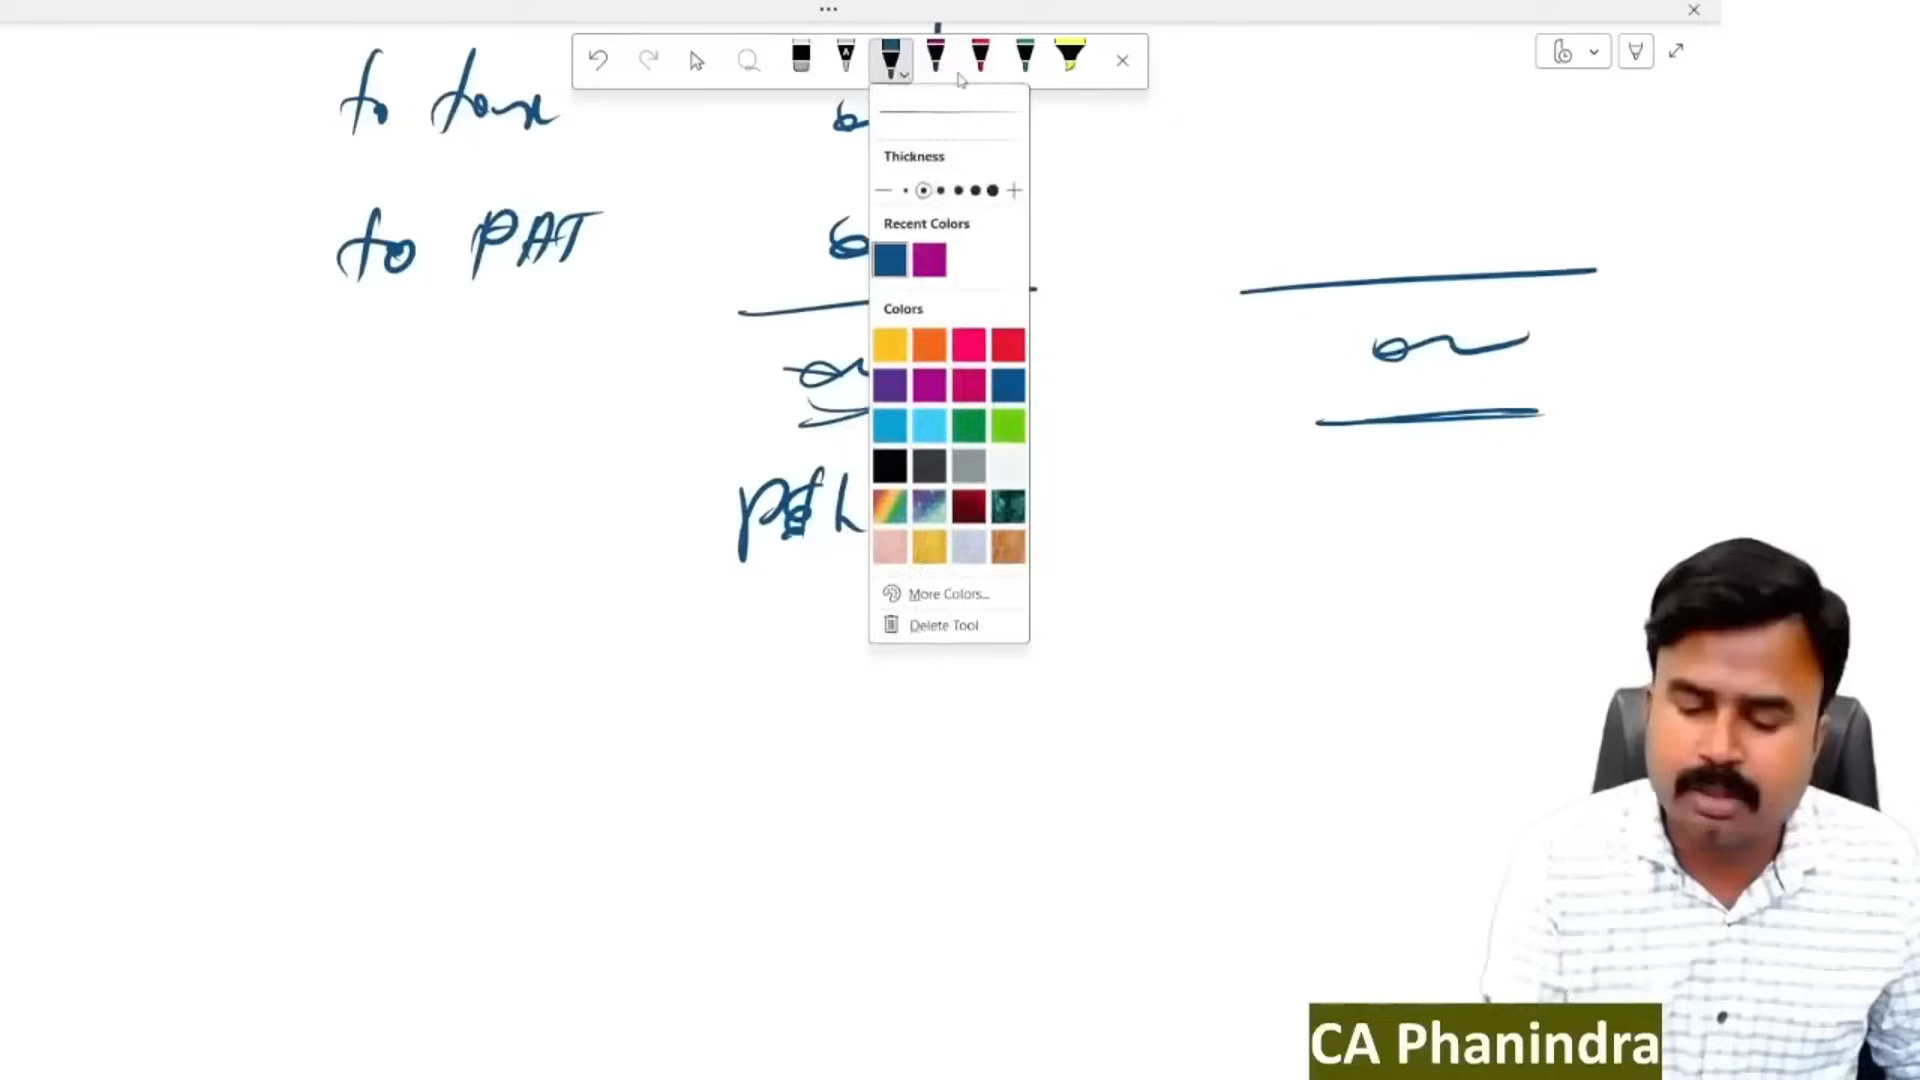 to tax
to PAT
Thickness
Recent Colors
Colors
More Colors...
Delete Tool
CA Phanindra